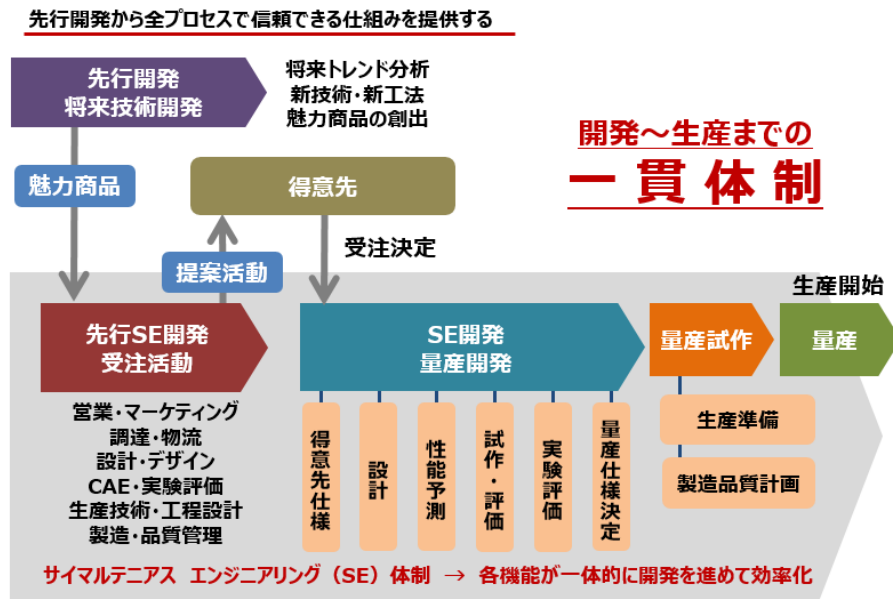 先行開発から全プロセスで信頼できる仕組みを提供する
先行開発
将来技術開発
将来トレンド分析
新技術・新工法
魅力商品の創出
開発～生産までの
一貫体制
魅力商品
得意先
提案活動
受注決定
生産開始
先行SE開発
受注活動
SE開発
量産開発
量産試作
量産
営業・マーケティング
調達・物流
設計・デザイン
CAE・実験評価
生産技術・工程設計
製造・品質管理
得意先仕様
設計
性能予測
試作・評価
実験評価
量産仕様決定
生産準備
製造品質計画
サイマルテニアス エンジニアリング（SE）体制 → 各機能が一体的に開発を進めて効率化